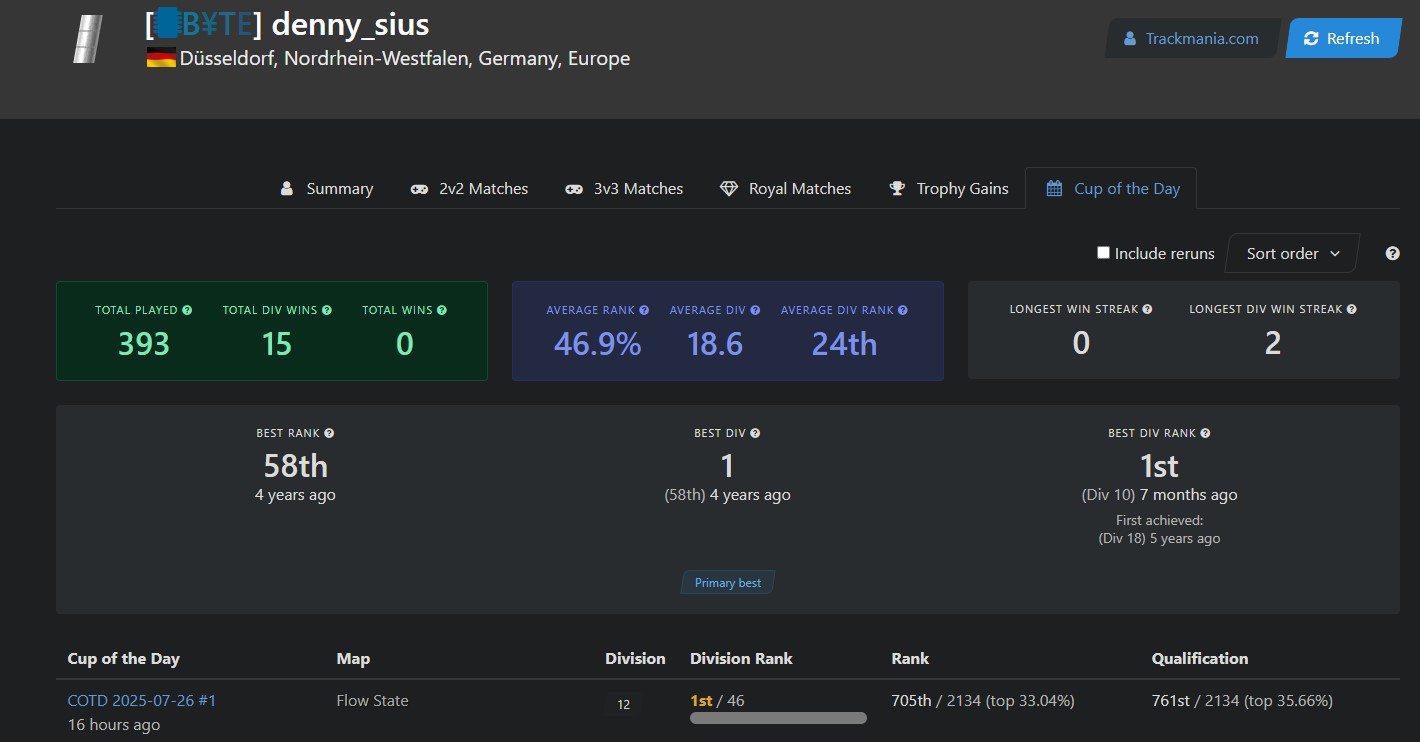 [B¥TE] denny_sius
Düsseldorf, Nordrhein-Westfalen, Germany, Europe
Trackmania.com
Refresh
Summary
2v2 Matches
3v3 Matches
Royal Matches
Trophy Gains
Cup of the Day
Include reruns
Sort order
TOTAL PLAYED
393
TOTAL DIV WINS
15
TOTAL WINS
0
AVERAGE RANK
46.9%
AVERAGE DIV
18.6
AVERAGE DIV RANK
24th
LONGEST WIN STREAK
0
LONGEST DIV WIN STREAK
2
BEST RANK
58th
4 years ago
BEST DIV
1
(58th) 4 years ago
BEST DIV RANK
1st
(Div 10) 7 months ago
First achieved:
(Div 18) 5 years ago
Primary best
Cup of the Day Map Division Division Rank Rank Qualification
COTD 2025-07-26 #1 Flow State 12 1st / 46 705th / 2134 (top 33.04%) 761st / 2134 (top 35.66%)
16 hours ago